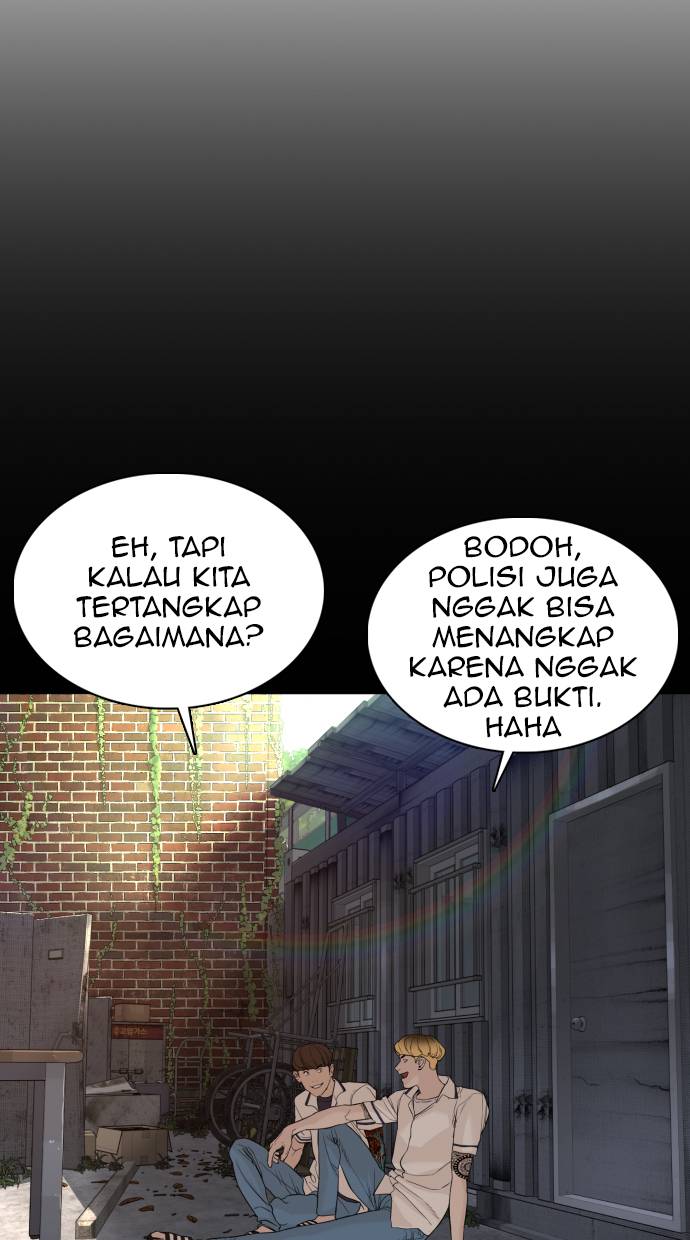 EH, TAPI
KALAU KITA
TERTANGKAP
BAGAIMANA?
BODOH,
POLISI JUGA
NGGAK BISA
MENANGKAP
KARENA NGGAK
ADA BUKTI.
HAHA